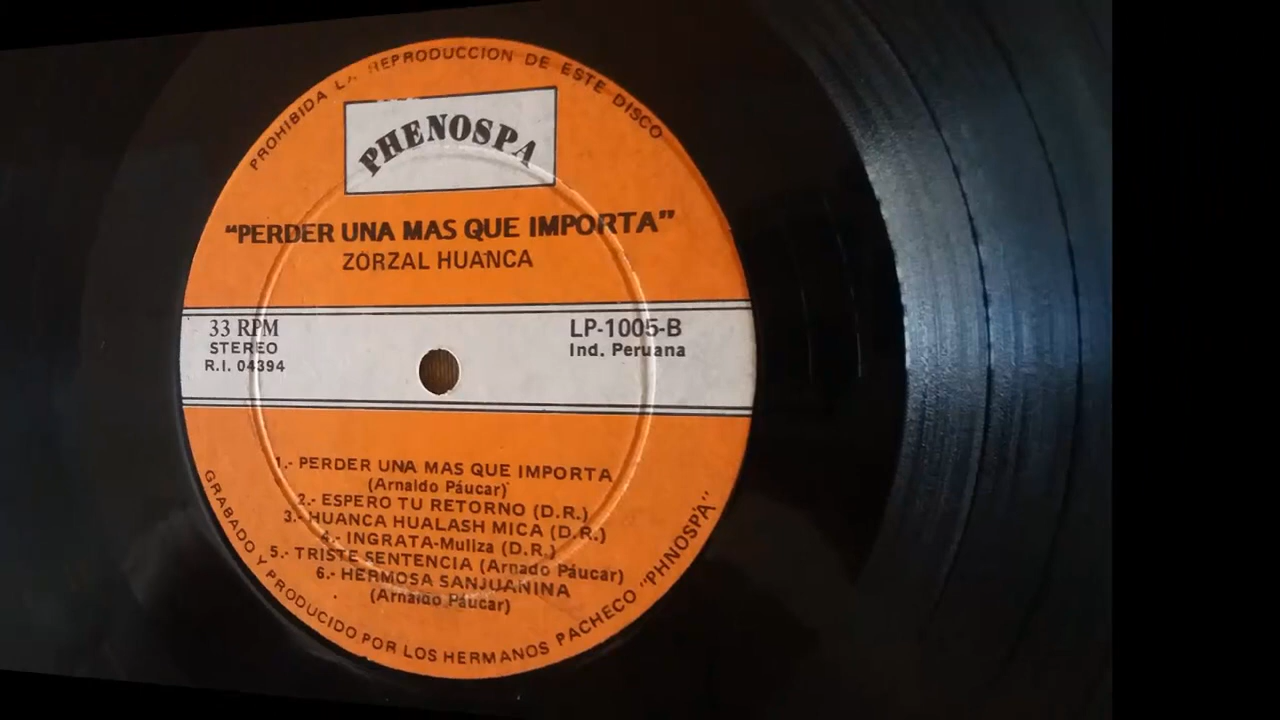 PROHIBIDA LA REPRODUCCION DE ESTE DISCO
PHENOSPA
"PERDER UNA MAS QUE IMPORTA"
ZORZAL HUANCA
33 RPM
STEREO
R.I. 04394
LP-1005-B
Ind. Peruana
1.- PERDER UNA MAS QUE IMPORTA
(Arnaldo Páucar)
2.- ESPERO TU RETORNO (D.R.)
3.- HUANCA HUALASH MICA (D.R.)
4.- INGRATA-Muliza (D.R.)
5.- TRISTE SENTENCIA (Arnado Páucar)
6.- HERMOSA SANJUANINA
(Arnaldo Páucar)
GRABADO Y PRODUCIDO POR LOS HERMANOS PACHECO "PHNOSPA"